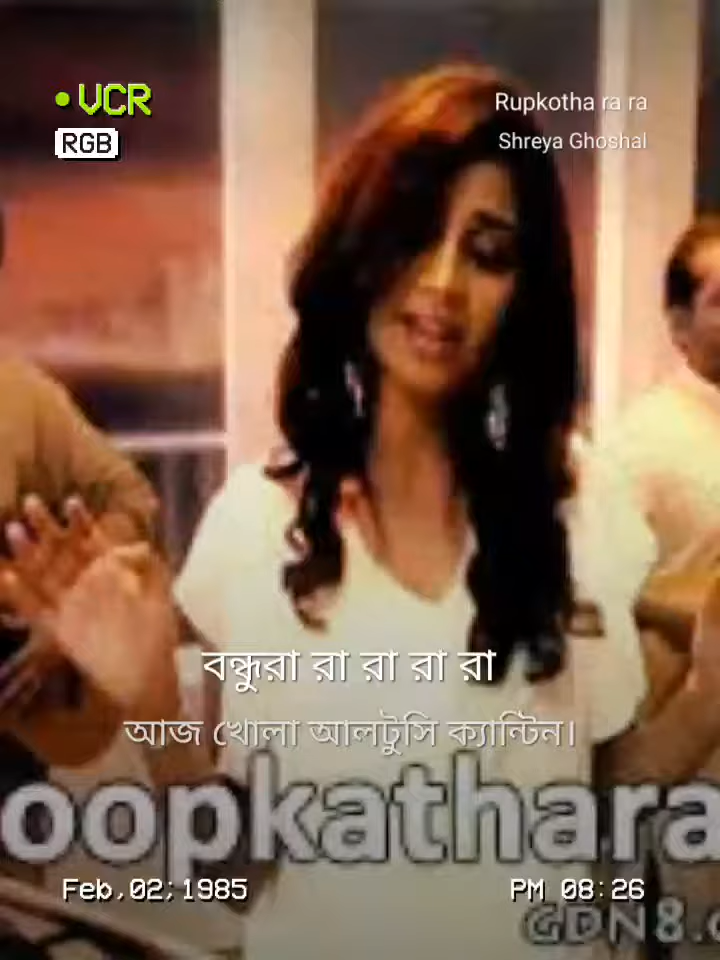 VCR
RGB
Rupkotha ra ra
Shreya Ghoshal
বন্ধুরা রা রা রা রা
আজ খোলা আলটুসি ক্যান্টিন।
oopkathara
Feb,02;1985
PM 08:26
GDN8.